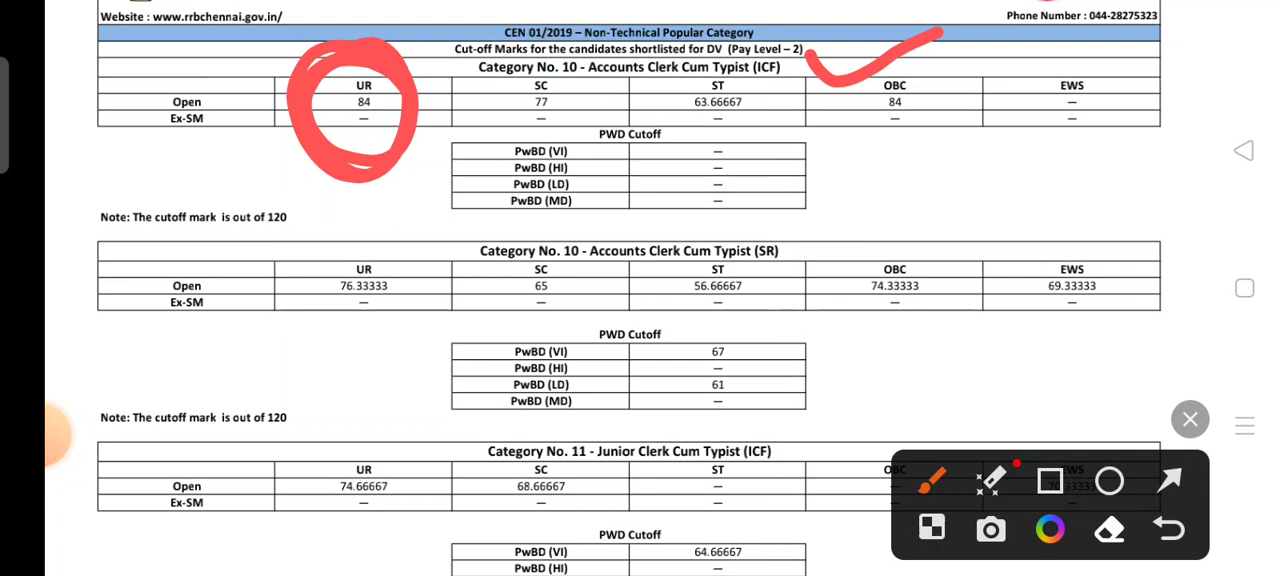 Website : www.rrbchennai.gov.in/ Phone Number : 044-28275323
CEN 01/2019 – Non-Technical Popular Category
Cut-off Marks for the candidates shortlisted for DV (Pay Level – 2)
Category No. 10 - Accounts Clerk Cum Typist (ICF)
UR SC ST OBC EWS
Open 84 77 63.66667 84 —
Ex-SM — — — — —
PWD Cutoff
PwBD (VI) —
PwBD (HI) —
PwBD (LD) —
PwBD (MD) —
Note: The cutoff mark is out of 120
Category No. 10 - Accounts Clerk Cum Typist (SR)
UR SC ST OBC EWS
Open 76.33333 65 56.66667 74.33333 69.33333
Ex-SM — — — — —
PWD Cutoff
PwBD (VI) 67
PwBD (HI) —
PwBD (LD) 61
PwBD (MD) —
Note: The cutoff mark is out of 120
Category No. 11 - Junior Clerk Cum Typist (ICF)
UR SC ST OBC EWS
Open 74.66667 68.66667 —
Ex-SM — — —
PWD Cutoff
PwBD (VI) 64.66667
PwBD (HI) —